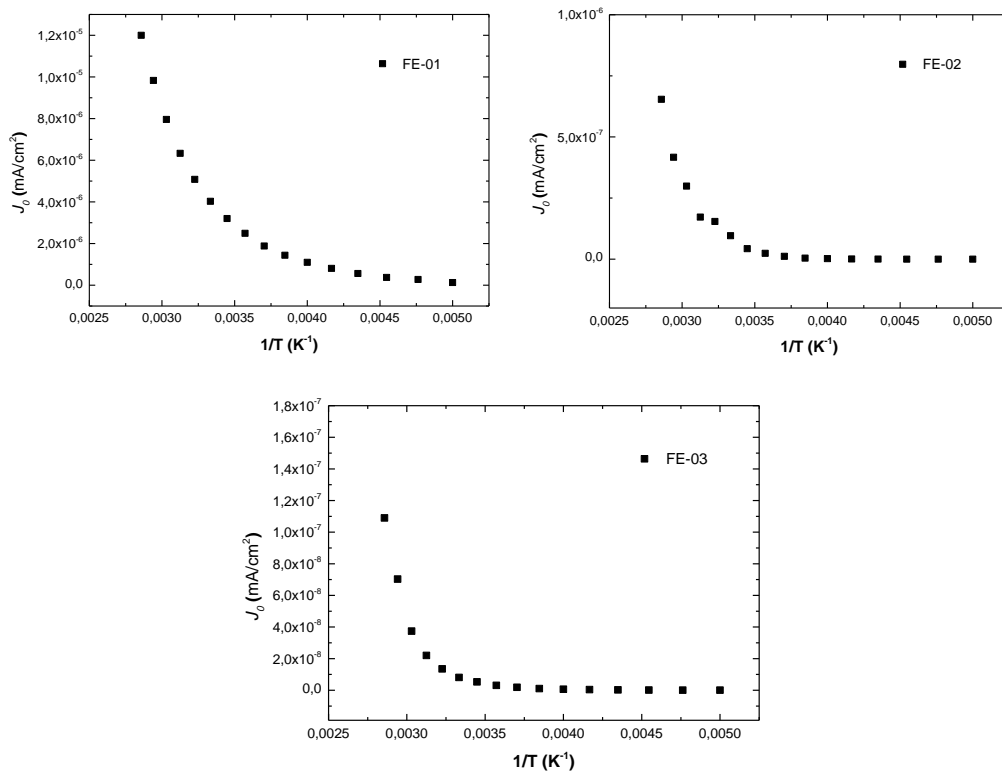 1,2x10-5
1,0x10-5
8,0x10-6
6,0x10-6
4,0x10-6
2,0x10-6
0,0
J0 (mA/cm2)
FE-01
0,0025 0,0030 0,0035 0,0040 0,0045 0,0050
1/T (K-1)
1,0x10-6
5,0x10-7
0,0
J0 (mA/cm2)
FE-02
0,0025 0,0030 0,0035 0,0040 0,0045 0,0050
1/T (K-1)
1,8x10-7
1,6x10-7
1,4x10-7
1,2x10-7
1,0x10-7
8,0x10-8
6,0x10-8
4,0x10-8
2,0x10-8
0,0
J0 (mA/cm2)
FE-03
0,0025 0,0030 0,0035 0,0040 0,0045 0,0050
1/T (K-1)